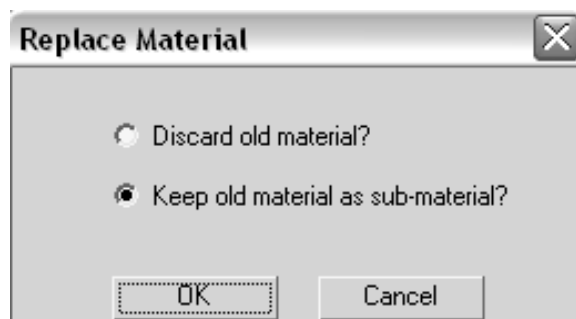 Replace Material
Discard old material?
Keep old material as sub-material?
OK Cancel